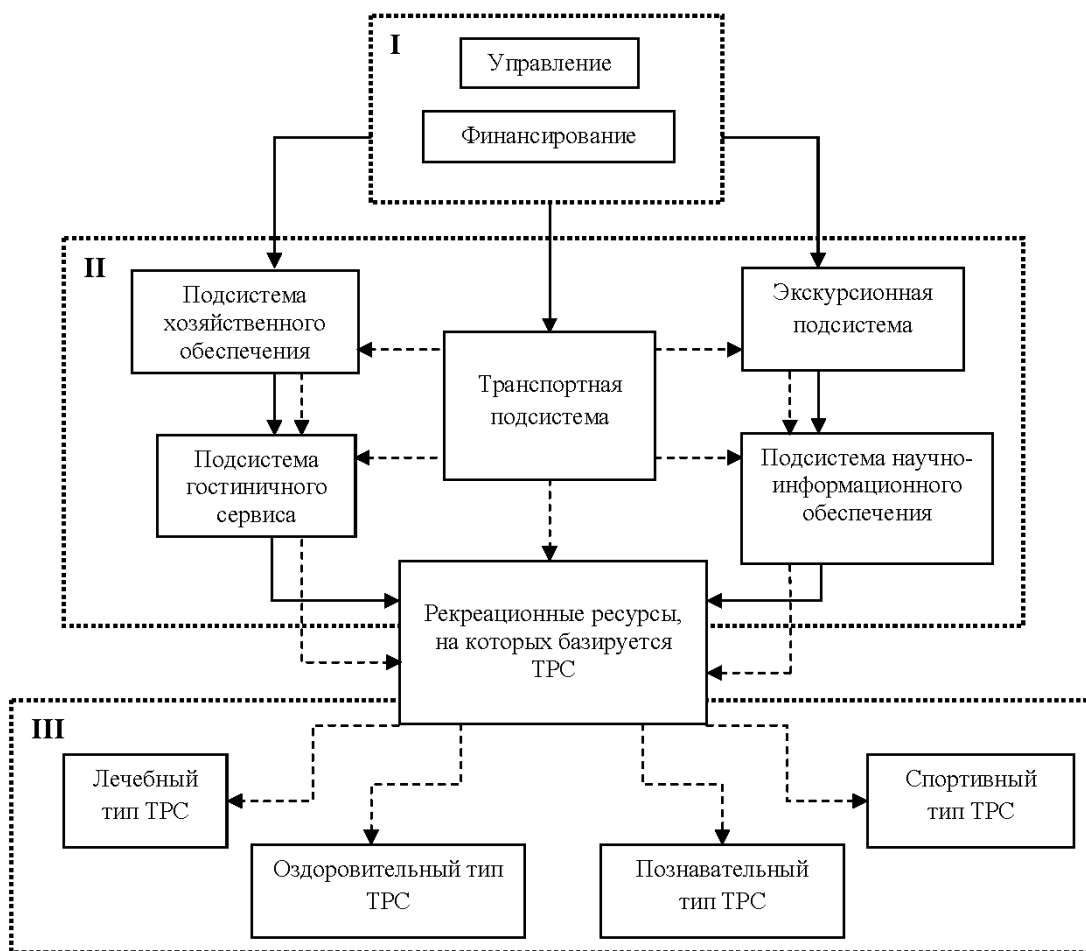 I
Управление
Финансирование
II
Подсистема
хозяйственного
обеспечения
Экскурсионная
подсистема
Транспортная
подсистема
Подсистема
гостиничного
сервиса
Подсистема научно-
информационного
обеспечения
Рекреационные ресурсы,
на которых базируется
ТРС
III
Лечебный
тип ТРС
Спортивный
тип ТРС
Оздоровительный тип
ТРС
Познавательный
тип ТРС